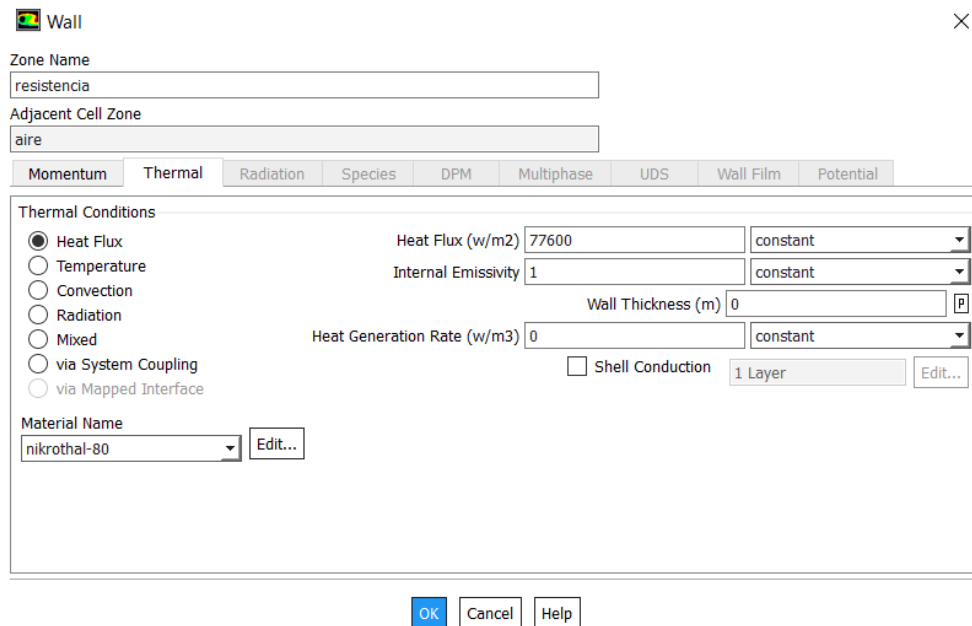 Wall
Zone Name
resistencia
Adjacent Cell Zone
aire
Momentum Thermal Radiation Species DPM Multiphase UDS Wall Film Potential
Thermal Conditions
Heat Flux
Temperature
Convection
Radiation
Mixed
via System Coupling
via Mapped Interface
Heat Flux (w/m2) 77600 constant
Internal Emissivity 1 constant
Wall Thickness (m) 0 P
Heat Generation Rate (w/m3) 0 constant
Shell Conduction 1 Layer Edit...
Material Name
nikrothal-80 Edit...
OK Cancel Help